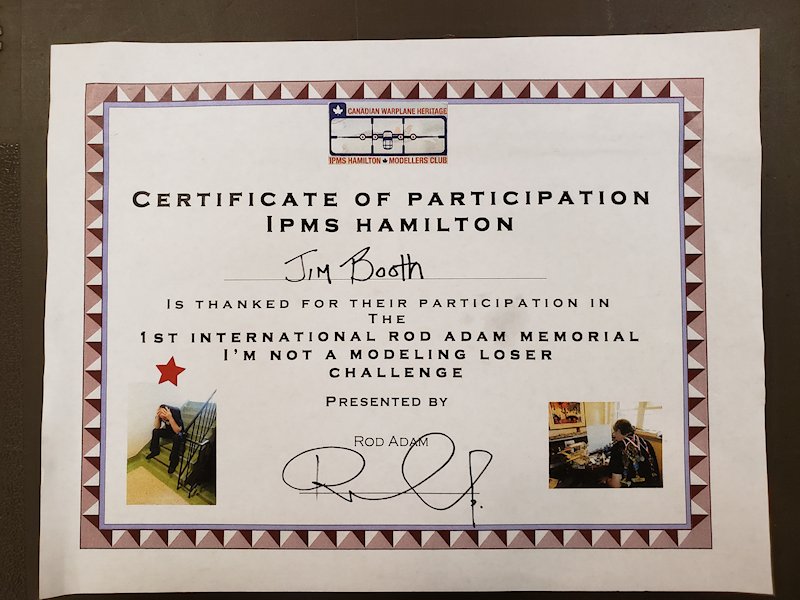 CANADIAN WARPLANE HERITAGE
IPMS HAMILTON MODELLERS CLUB
CERTIFICATE OF PARTICIPATION
IPMS HAMILTON
Jim Booth
IS THANKED FOR THEIR PARTICIPATION IN
THE
1ST INTERNATIONAL ROD ADAM MEMORIAL
I'M NOT A MODELING LOSER
CHALLENGE
PRESENTED BY
ROD ADAM